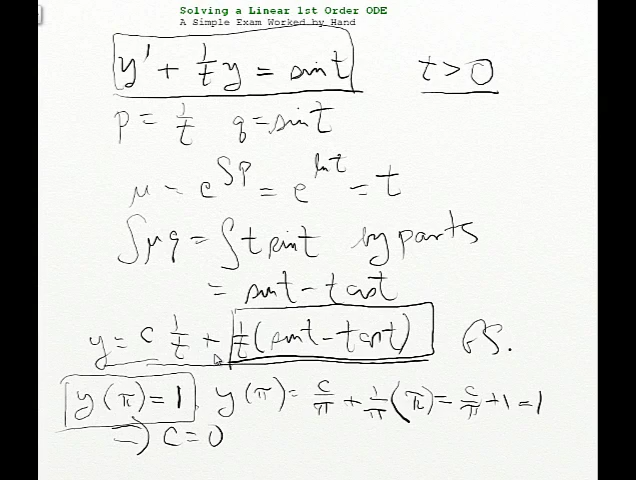 Solving a Linear 1st Order ODE
A Simple Exam Worked by Hand
y' + 1/t y = sin t    t > 0
p = 1/t   q = sin t
μ = e^∫p = e^ln t = t
∫μq = ∫t sin t by parts
= sin t - t cos t
y = c 1/t + 1/t (sin t - t cos t)   GS.
y(π) = 1   y(π) = c/π + 1/π (π) = c/π + 1 = 1
→ c = 0